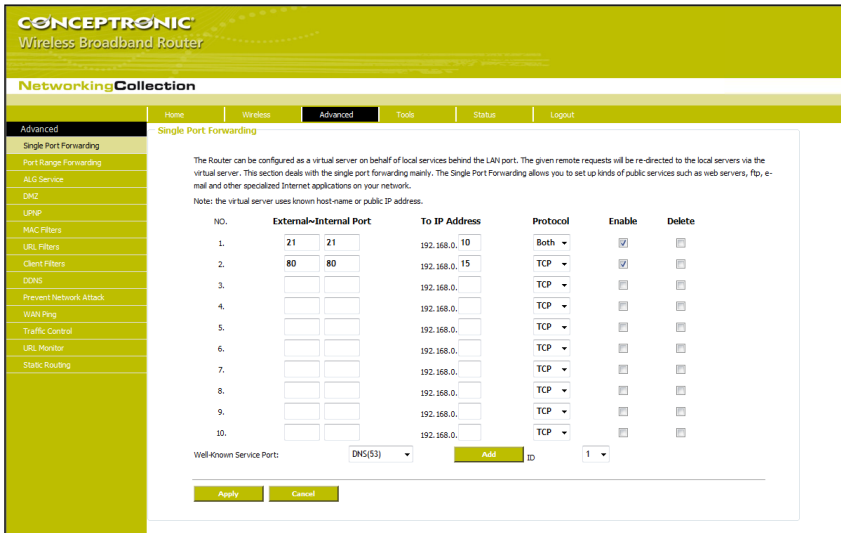 CONCEPTRONIC
Wireless Broadband Router
NetworkingCollection
Home Wireless Advanced Tools Status Logout
Advanced
Single Port Forwarding
Port Range Forwarding
ALG Service
DMZ
UPNP
MAC Filters
URL Filters
Client Filters
DDNS
Prevent Network Attack
WAN Ping
Traffic Control
URL Monitor
Static Routing
Single Port Forwarding
The Router can be configured as a virtual server on behalf of local services behind the LAN port. The given remote requests will be re-directed to the local servers via the
virtual server. This section deals with the single port forwarding mainly. The Single Port Forwarding allows you to set up kinds of public services such as web servers, ftp, e-
mail and other specialized Internet applications on your network.
Note: the virtual server uses known host-name or public IP address.
NO. External~Internal Port To IP Address Protocol Enable Delete
1. 21 21 192.168.0. 10 Both
2. 80 80 192.168.0. 15 TCP
3. 192.168.0. TCP
4. 192.168.0. TCP
5. 192.168.0. TCP
6. 192.168.0. TCP
7. 192.168.0. TCP
8. 192.168.0. TCP
9. 192.168.0. TCP
10. 192.168.0. TCP
Well-Known Service Port: DNS(53) Add ID 1
Apply Cancel